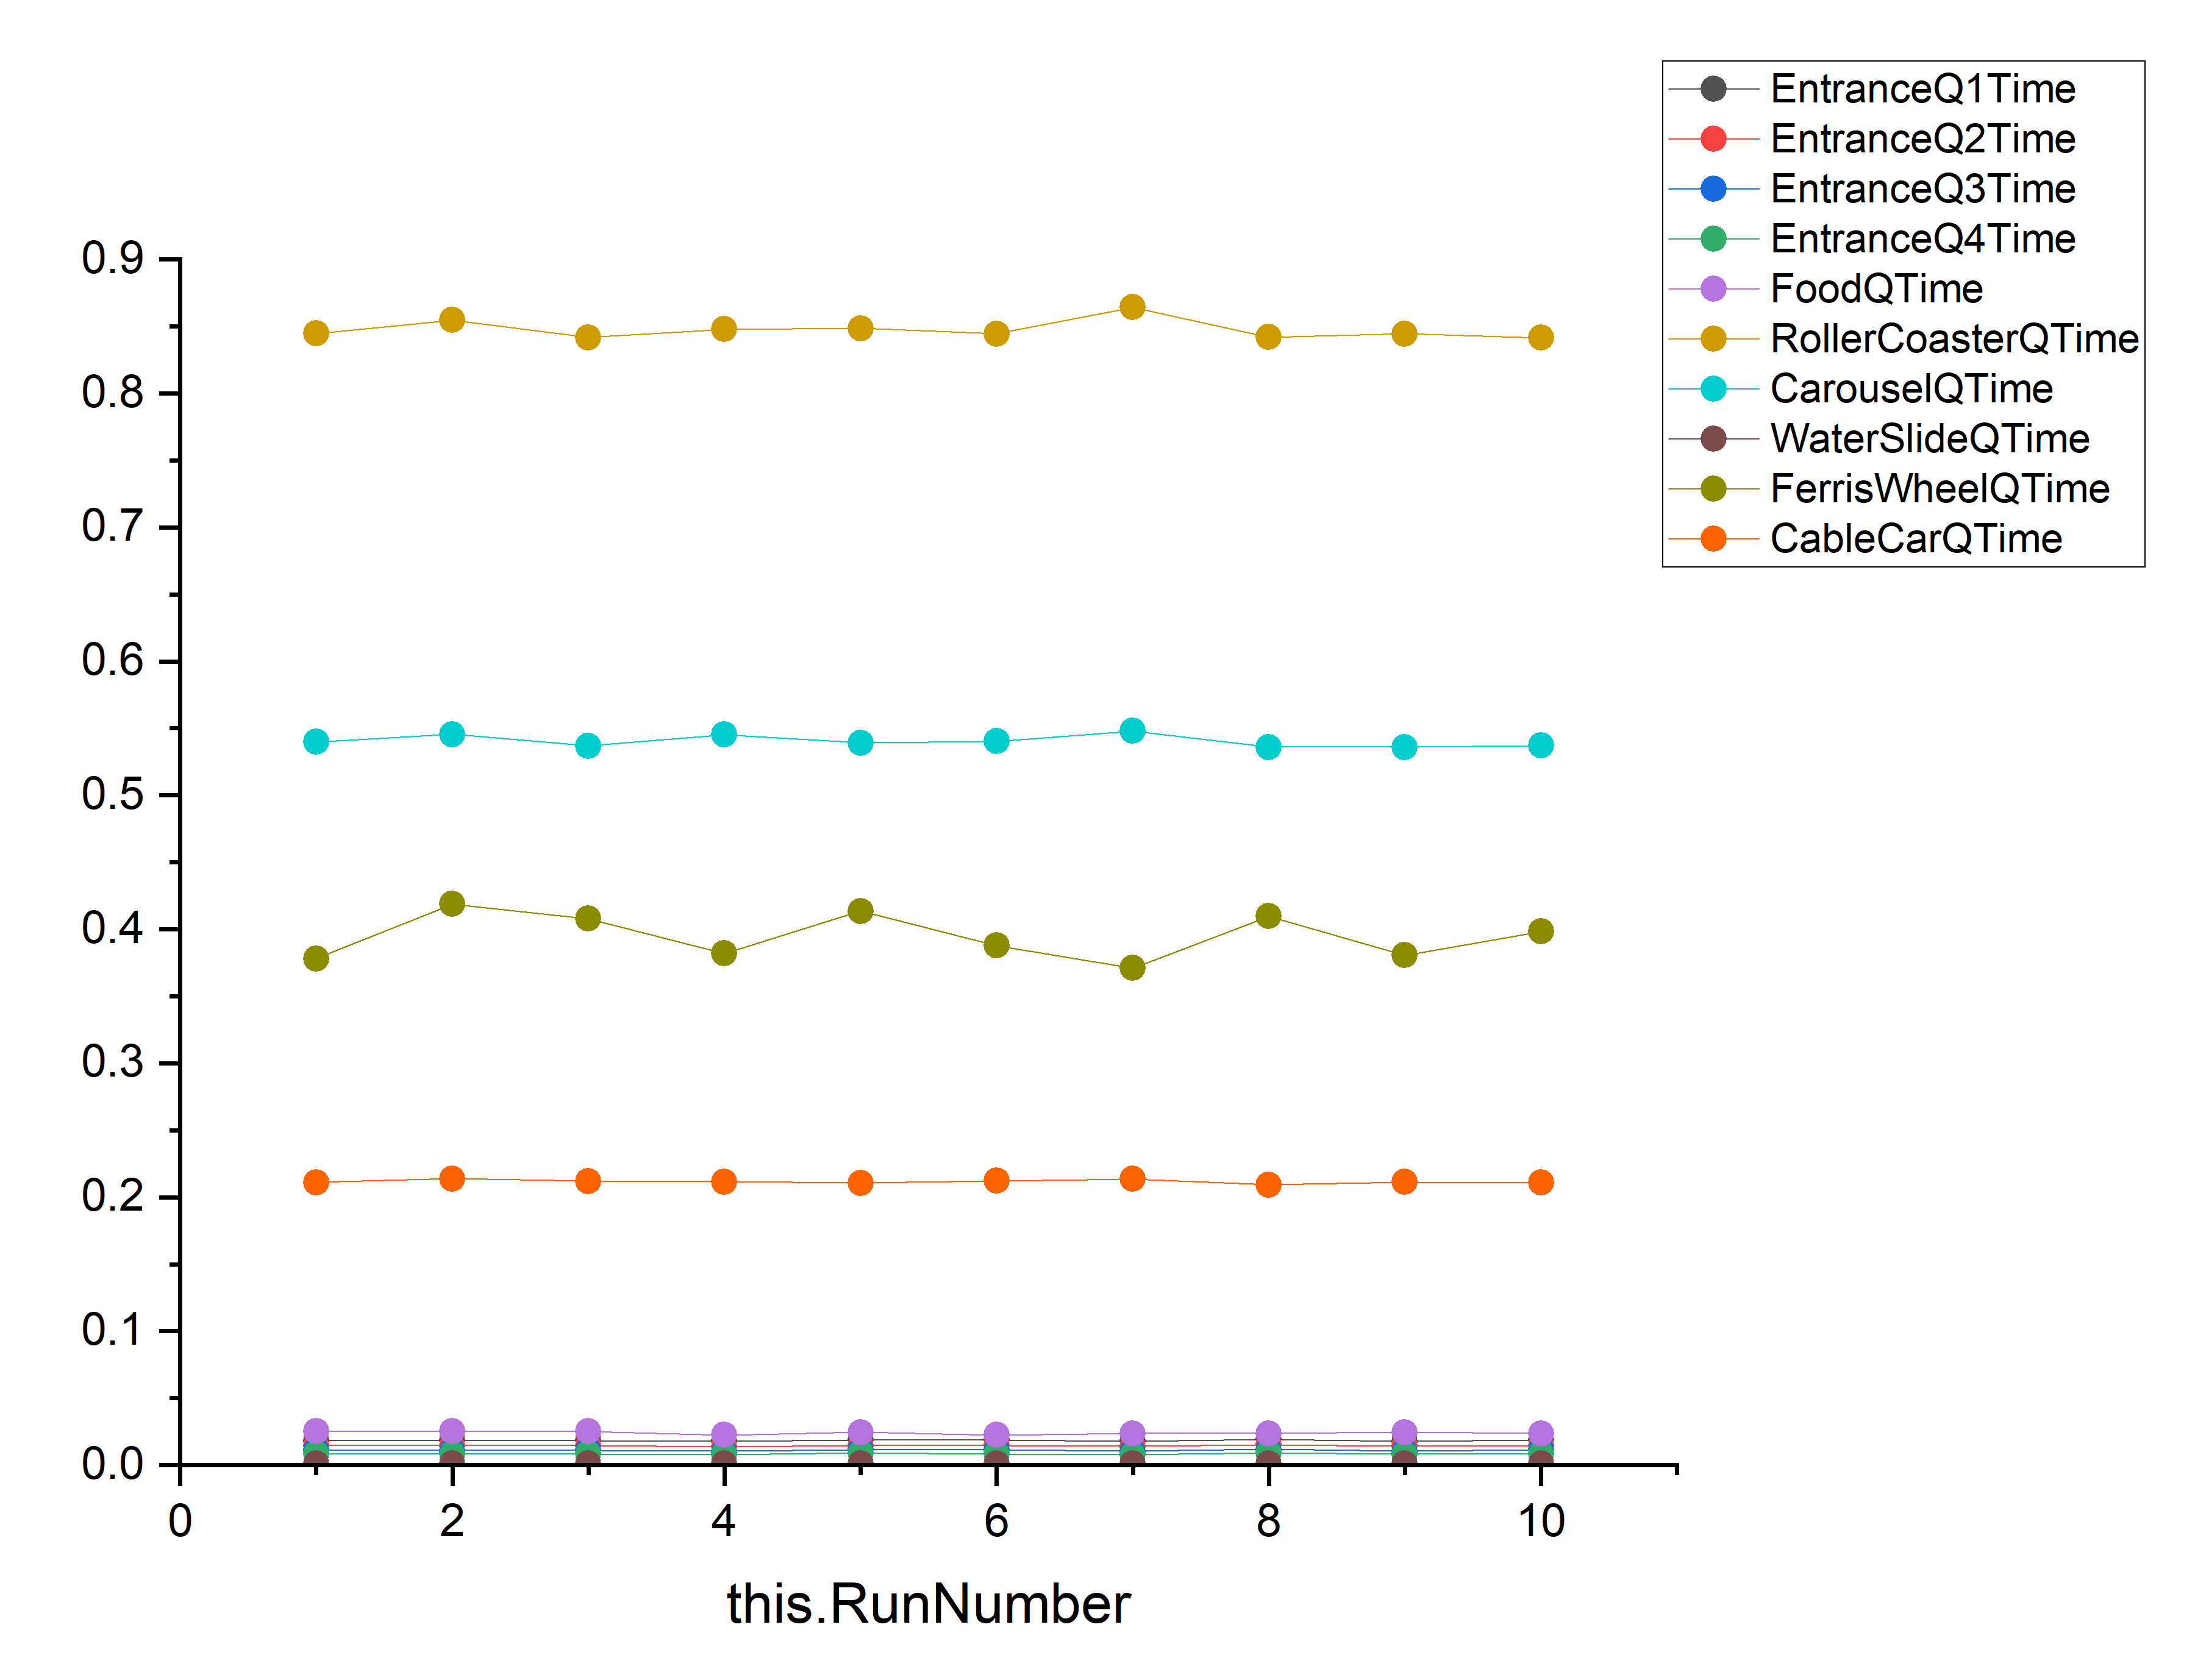 EntranceQ1Time
EntranceQ2Time
EntranceQ3Time
EntranceQ4Time
FoodQTime
RollerCoasterQTime
CarouselQTime
WaterSlideQTime
FerrisWheelQTime
CableCarQTime
0.9
0.8
0.7
0.6
0.5
0.4
0.3
0.2
0.1
0.0
0 2 4 6 8 10
this.RunNumber